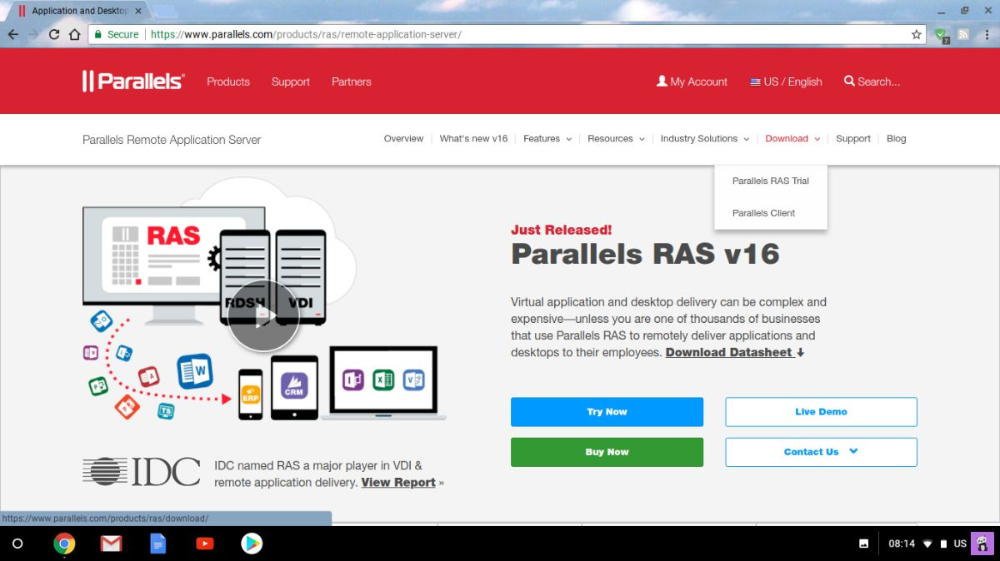 Application and Desktop
Secure https://www.parallels.com/products/ras/remote-application-server/
7
Parallels® Products Support Partners My Account US / English Search...
Parallels Remote Application Server Overview What's new v16 Features Resources Industry Solutions Download Support Blog
Parallels RAS Trial
Parallels Client
RAS
RDSH VDI
Just Released!
Parallels RAS v16
Virtual application and desktop delivery can be complex and
expensive—unless you are one of thousands of businesses
that use Parallels RAS to remotely deliver applications and
desktops to their employees. Download Datasheet
W
TS
ERP
CRM
Try Now Live Demo
Buy Now Contact Us
IDC
IDC named RAS a major player in VDI &
remote application delivery. View Report »
https://www.parallels.com/products/ras/download/
08:14 US